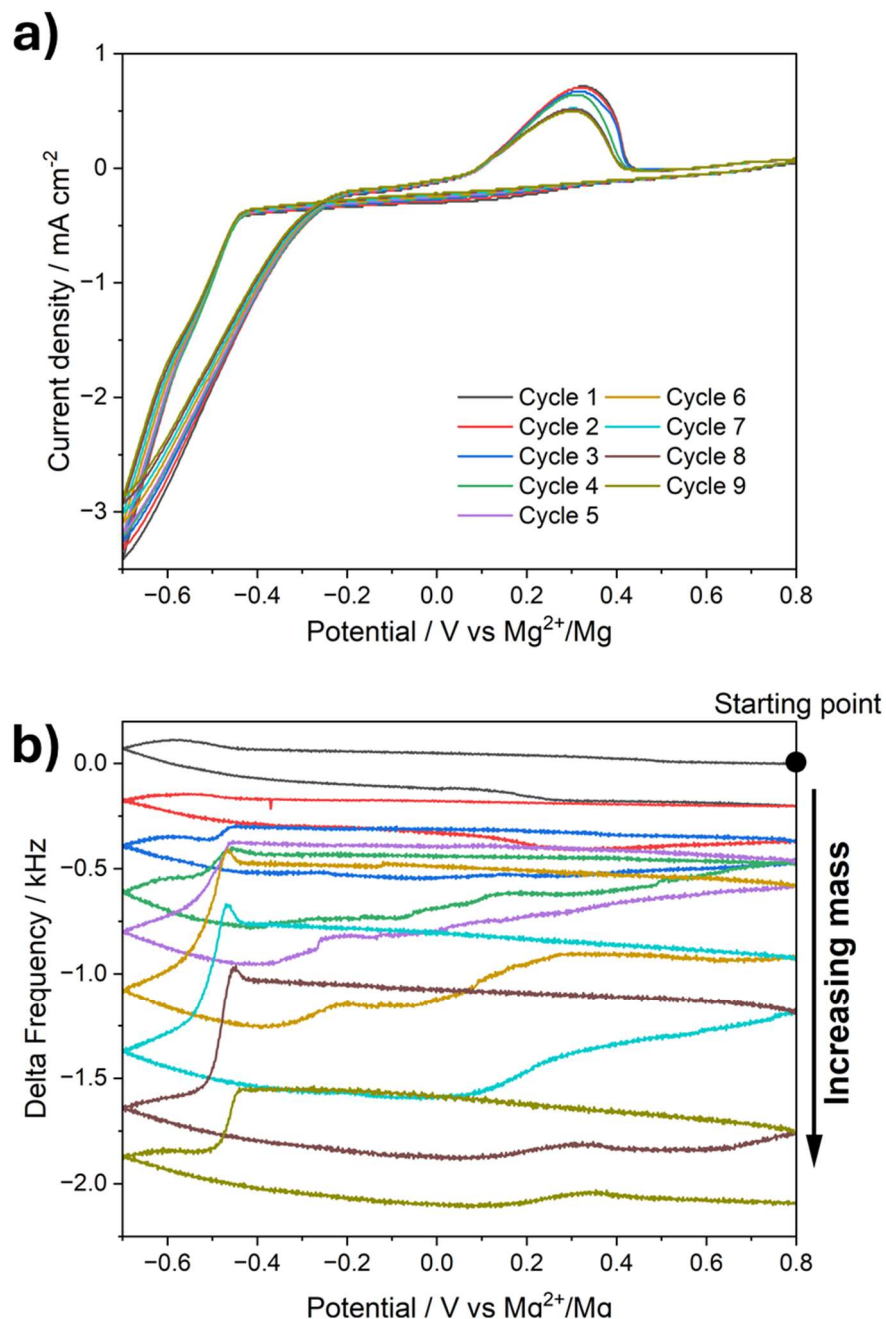 a)
1
0
−1
−2
−3
Current density / mA cm-2
Cycle 1 Cycle 6
Cycle 2 Cycle 7
Cycle 3 Cycle 8
Cycle 4 Cycle 9
Cycle 5
−0.6 −0.4 −0.2 0.0 0.2 0.4 0.6 0.8
Potential / V vs Mg2+/Mg
Starting point
b)
0.0
−0.5
−1.0
−1.5
−2.0
Delta Frequency / kHz
Increasing mass
−0.6 −0.4 −0.2 0.0 0.2 0.4 0.6 0.8
Potential / V vs Mg2+/Mg